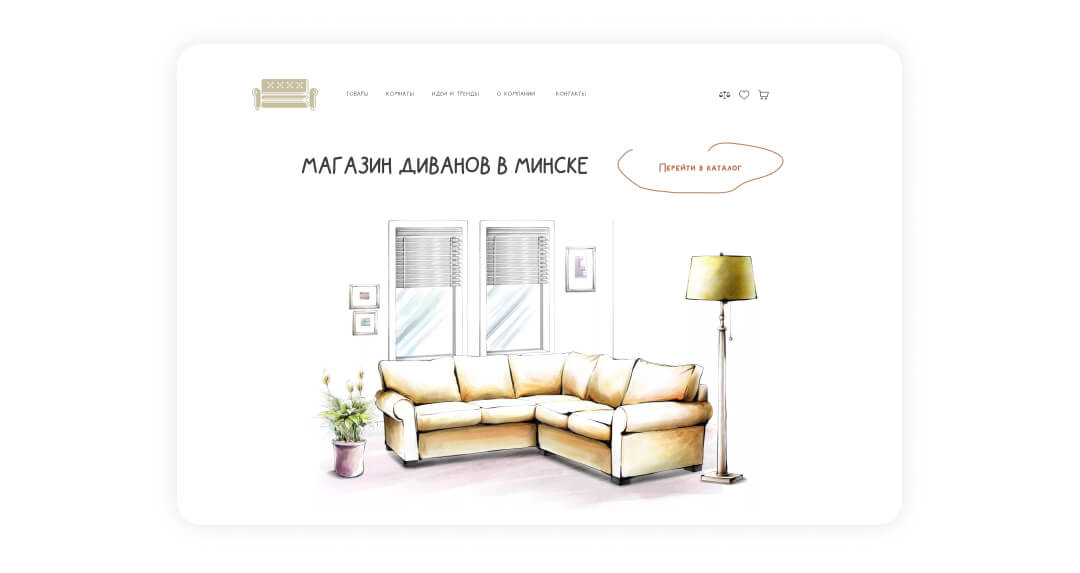 ТОВАРЫ КОМНАТЫ ИДЕИ И ТРЕНДЫ О КОМПАНИИ КОНТАКТЫ
МАГАЗИН ДИВАНОВ В МИНСКЕ
Перейти в каталог